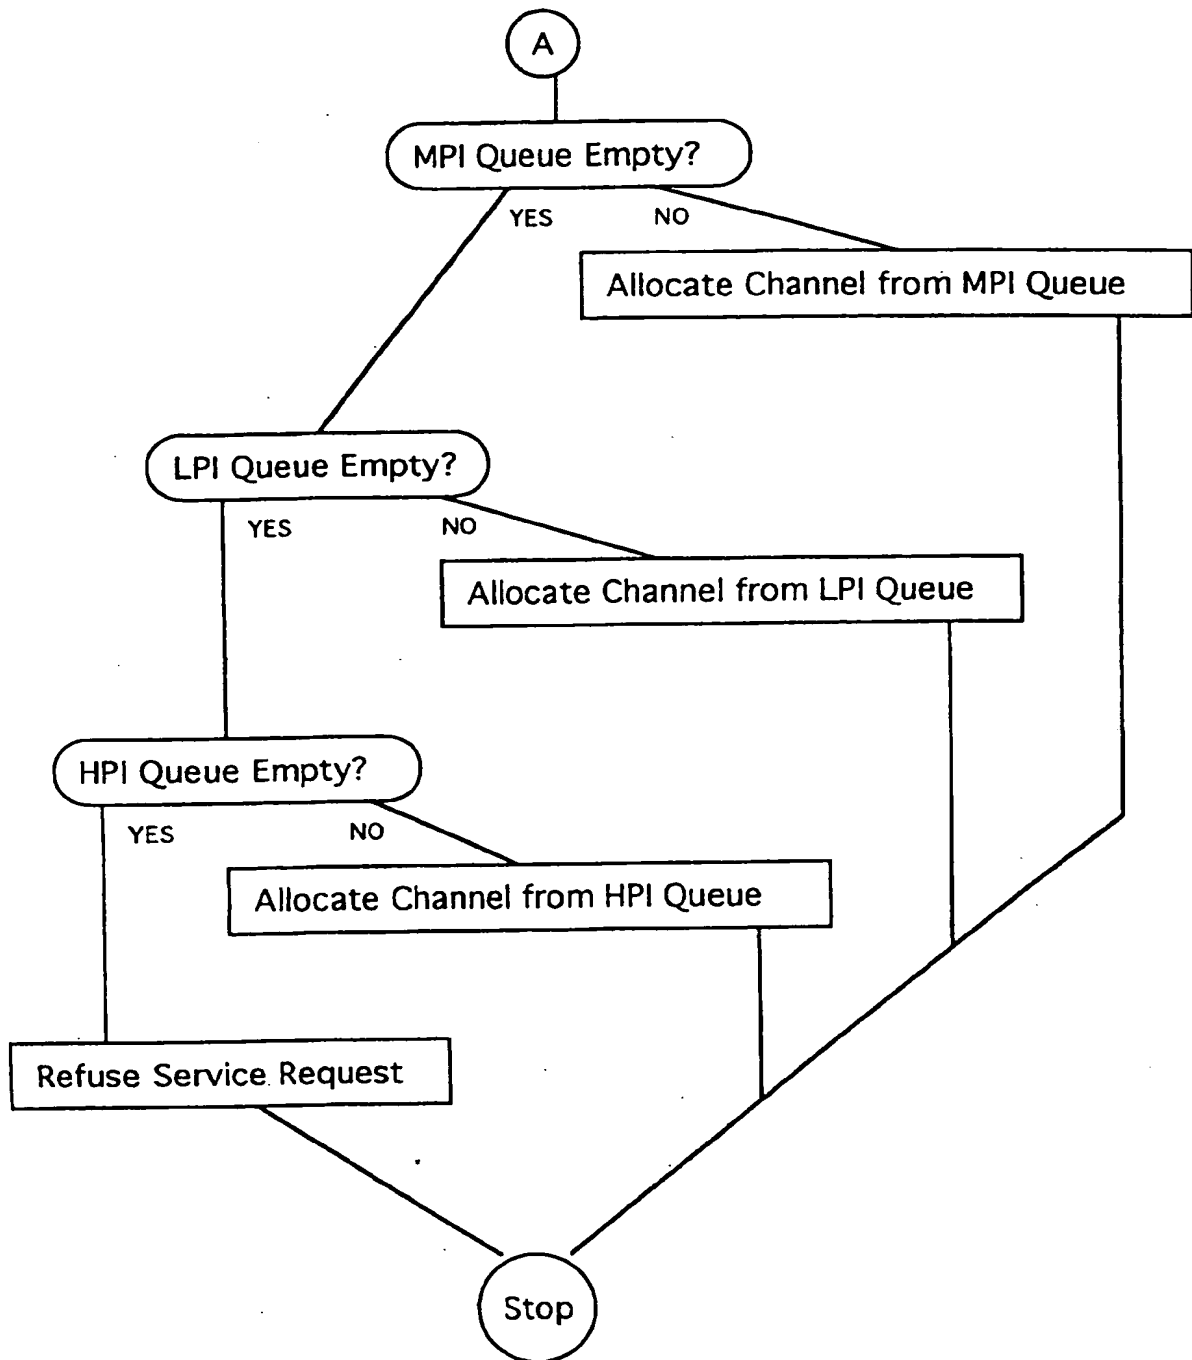 A
MPI Queue Empty?
YES NO
Allocate Channel from MPI Queue
LPI Queue Empty?
YES NO
Allocate Channel from LPI Queue
HPI Queue Empty?
YES NO
Allocate Channel from HPI Queue
Refuse Service Request
Stop